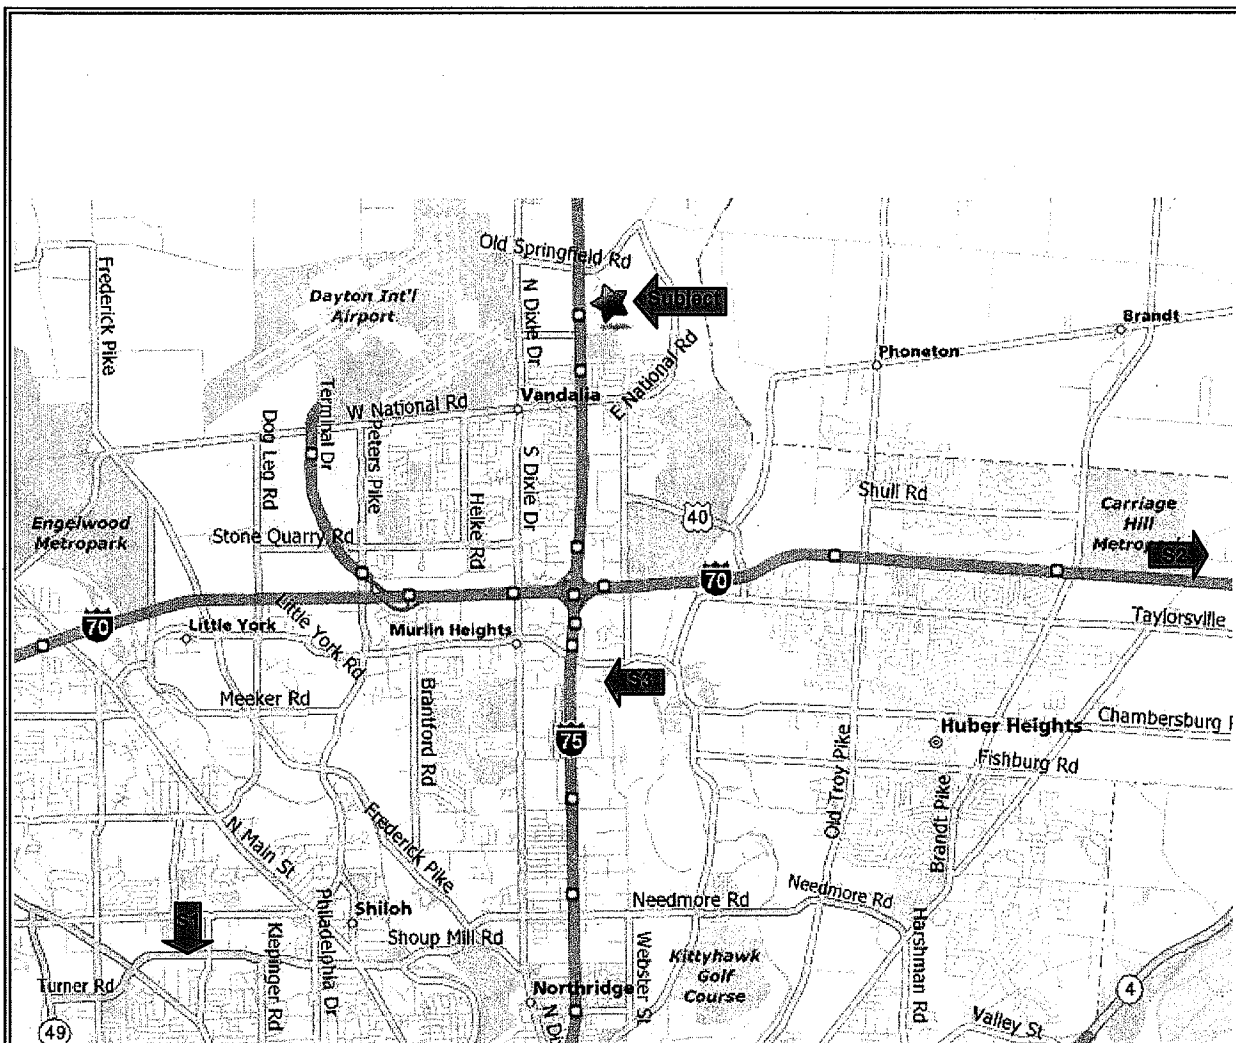 Old Springfield Rd
Frederick Pike
Dayton Int'l
Airport
N Dixie Dr
Subject
Brandt
Phoneton
E National Rd
Vandalia
W National Rd
Terminal Dr
Peters Pike
Dog Leg Rd
S Dixie Dr
Helke Rd
Shull Rd
Carriage
Hill
Engelwood
Metropark
Stone Quarry Rd
40
S2
70
70
Little York
Little York Rd
Murlin Heights
Taylorsville
Meeker Rd
Brantford Rd
75
Chambersburg
Huber Heights
Fishburg Rd
Old Troy Pike
Brandt Pike
N Main St
Frederick Pike
Needmore Rd
Needmore Rd
Shiloh
Philadelphia Dr
Klepinger Rd
Shoup Mill Rd
Harshman Rd
Webster St
Kittyhawk
Golf
Course
Turner Rd
Northridge
4
Valley St
49
N Di